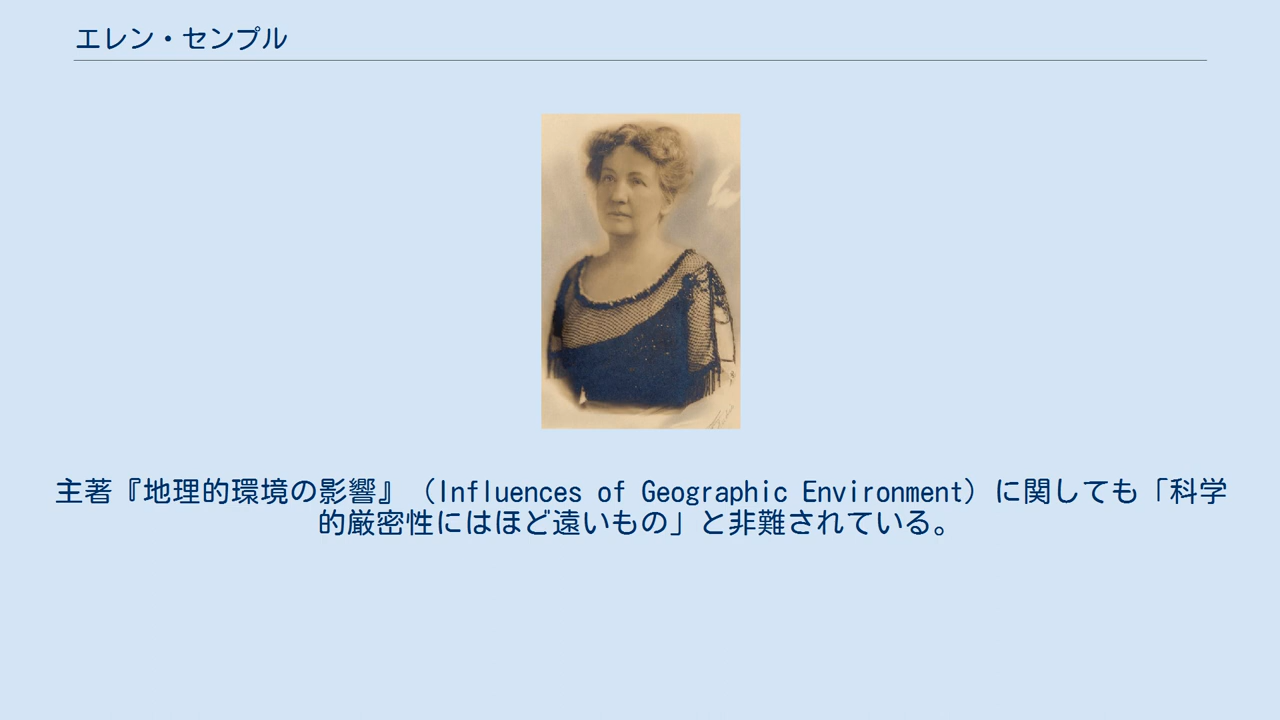 エレン・センプル
主著『地理的環境の影響』（Influences of Geographic Environment）に関しても「科学
的厳密性にはほど遠いもの」と非難されている。